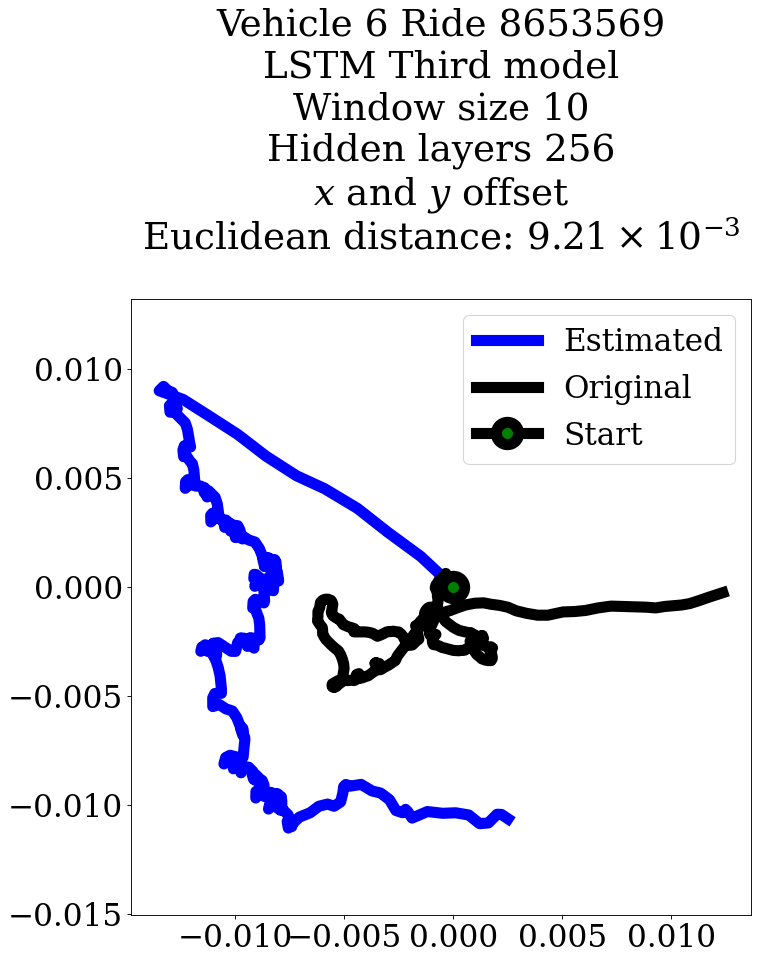 Vehicle 6 Ride 8653569
LSTM Third model
Window size 10
Hidden layers 256
x and y offset
Euclidean distance: 9.21 × 10⁻³
Estimated
Original
Start
0.010
0.005
0.000
−0.005
−0.010
−0.015
−0.010 −0.005 0.000 0.005 0.010